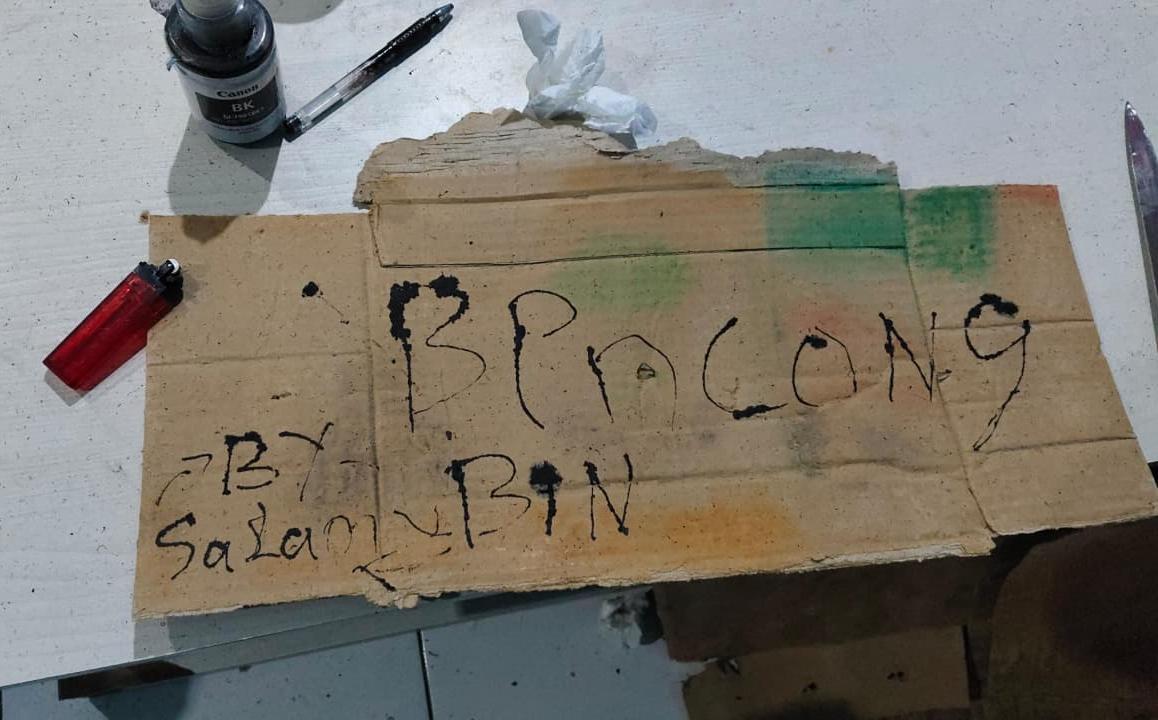 Canon
BK
BPnCONg
-BY-
BIN
Salam